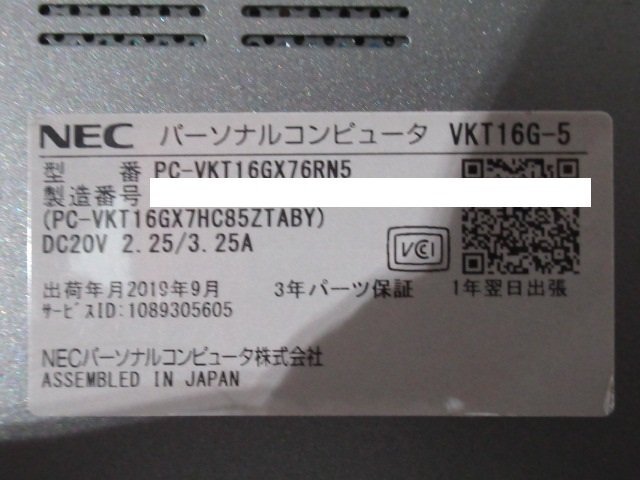 NEC パーソナルコンピュータ VKT16G-5
型 番 PC-VKT16GX76RN5
製造番号
(PC-VKT16GX7HC85ZTABY)
DC20V 2.25/3.25A
VCI
出荷年月2019年9月 3年パーツ保証 1年翌日出張
ｻｰﾋﾞｽID:1089305605
NECパーソナルコンピュータ株式会社
ASSEMBLED IN JAPAN